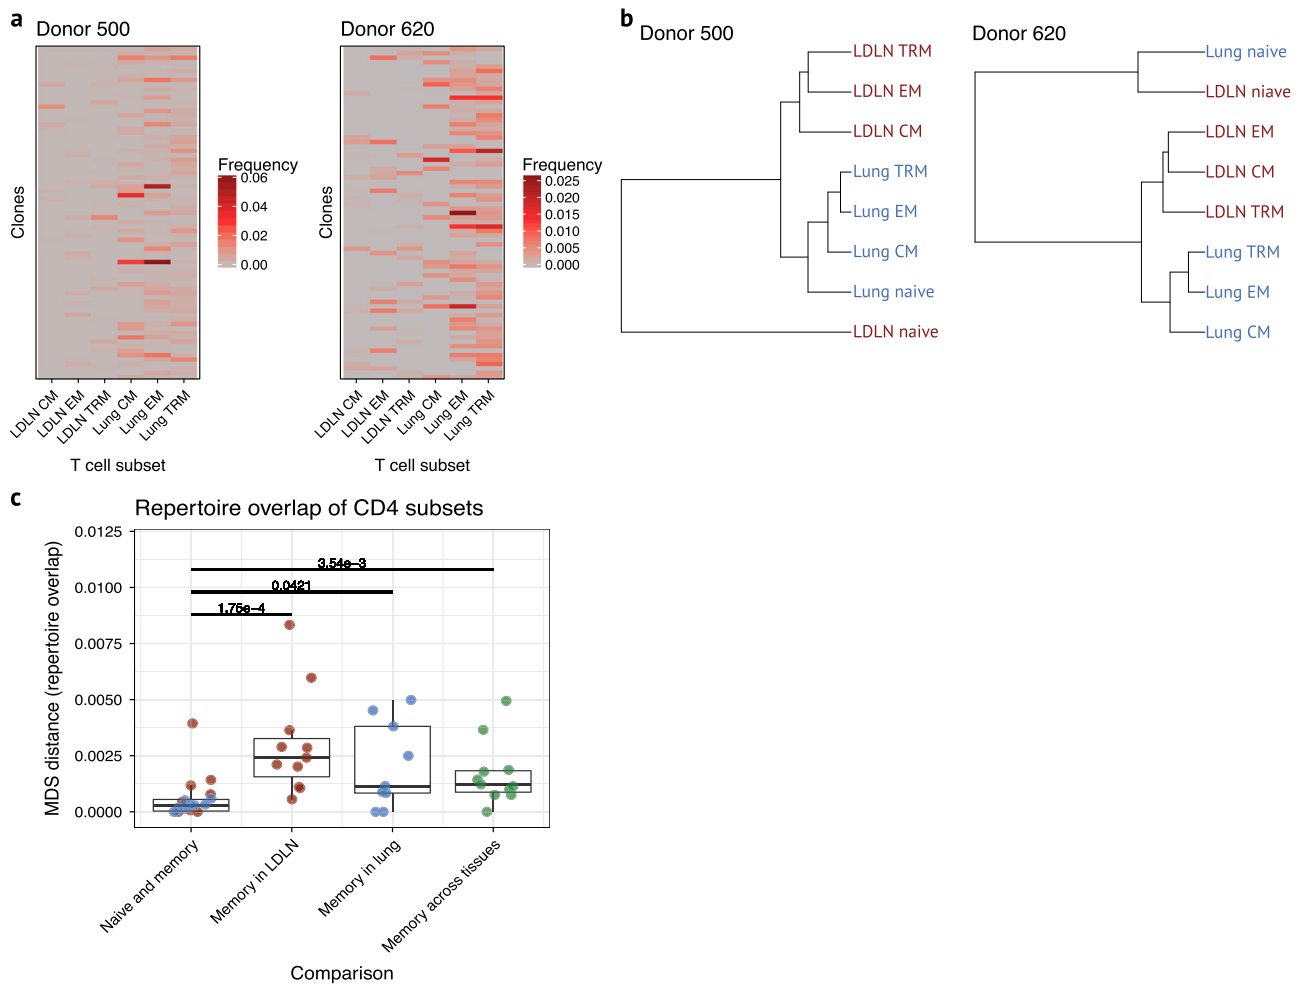 a
Donor 500
Donor 620
Clones
Frequency
0.06
0.04
0.02
0.00
Clones
Frequency
0.025
0.020
0.015
0.010
0.005
0.000
LDLN CM
LDLN EM
LDLN TRM
Lung CM
Lung EM
Lung TRM
LDLN CM
LDLN EM
LDLN TRM
Lung CM
Lung EM
Lung TRM
T cell subset
T cell subset
b
Donor 500
LDLN TRM
LDLN EM
LDLN CM
Lung TRM
Lung EM
Lung CM
Lung naive
LDLN naive
Donor 620
Lung naive
LDLN niave
LDLN EM
LDLN CM
LDLN TRM
Lung TRM
Lung EM
Lung CM
c
Repertoire overlap of CD4 subsets
MDS distance (repertoire overlap)
0.0125
0.0100
0.0075
0.0050
0.0025
0.0000
3.54e−3
0.0421
1.76e−4
Naive and memory
Memory in LDLN
Memory in lung
Memory across tissues
Comparison